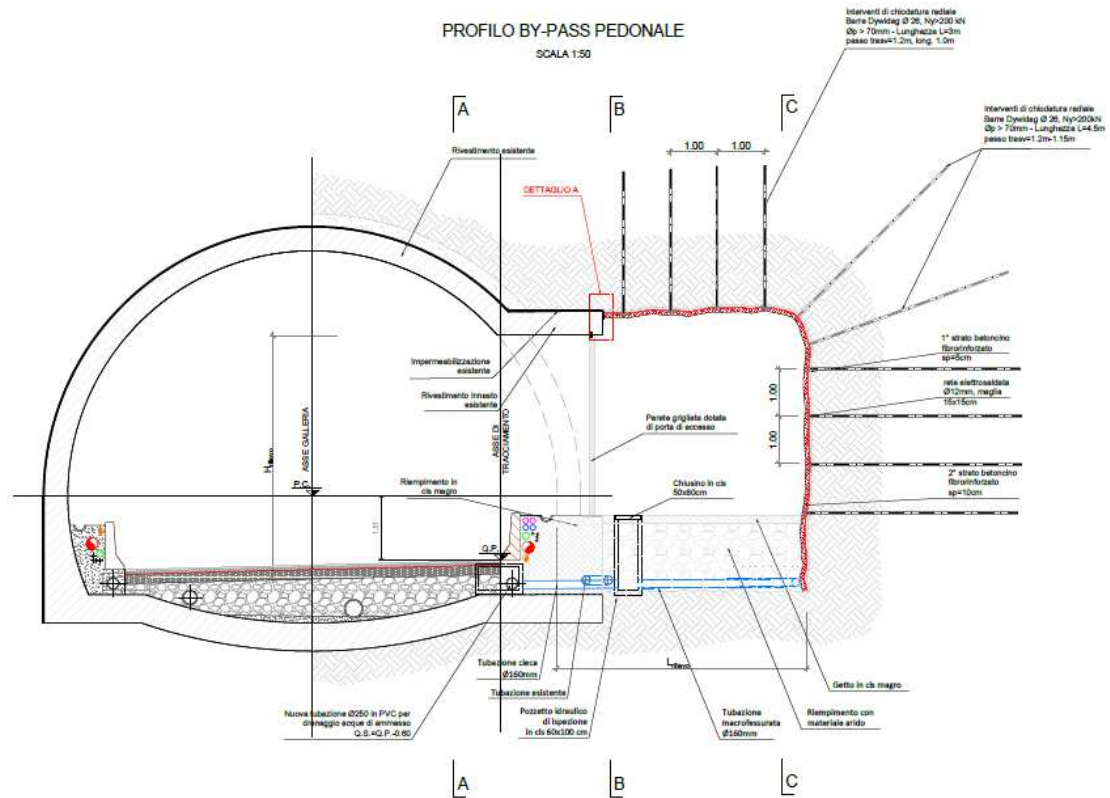 PROFILO BY-PASS PEDONALE
SCALA 1:50
Interventi di chiodatura radiale
Barre Dywidag Ø 26, Ny>200 kN
Øp > 70mm - Lunghezza L=3m
passo trasv=1.2m, long. 1.0m
Interventi di chiodatura radiale
Barre Dywidag Ø 26, Ny>200kN
Øp > 70mm - Lunghezza L=4.5m
passo trasv=1.2m-1.15m
A
B
C
Rivestimento esistente
DETTAGLIO A
1.00
1.00
Impermeabilizzazione
esistente
Rivestimento innesto
esistente
1° strato betoncino
fibrorinforzato
sp=5cm
rete elettrosaldata
Ø12mm, maglia
15x15cm
2° strato betoncino
fibrorinforzato
sp=10cm
1.00
1.00
Parete grigliata dotata
di porta di accesso
ASSE GALLERIA
ASSE DI
TRACCIAMENTO
H rilievo
P.C.
Riempimento in
cls magro
Chiusino in cls
50x80cm
Q.P.
L rilievo
Tubazione cieca
Ø160mm
Tubazione esistente
Nuova tubazione Ø250 in PVC per
drenaggio acque di ammasso
Q.S.=Q.P.-0.60
Pozzetto idraulico
di ispezione
in cls 60x100 cm
Tubazione
macrofessurata
Ø160mm
Getto in cls magro
Riempimento con
materiale arido
A
B
C